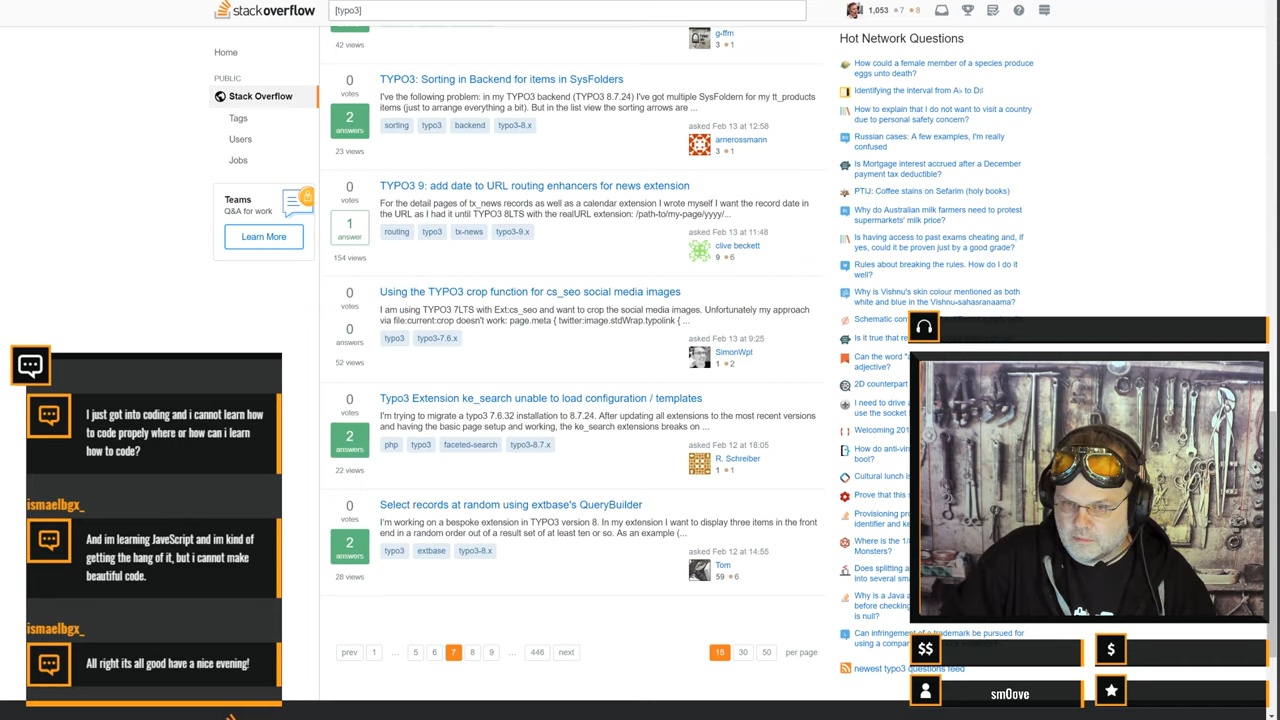 stackoverflow
[typo3]
1,053 7 8
Home
PUBLIC
Stack Overflow
Tags
Users
Jobs
Teams
Q&A for work
Learn More
42 views
g-ffm
3 1
0
votes
2
answers
23 views
TYPO3: Sorting in Backend for items in SysFolders
I've the following problem: in my TYPO3 backend (TYPO3 8.7.24) I've got multiple SysFoldern for my tt_products
items (just to arrange everything a bit). But in the list view the sorting arrows are ...
sorting typo3 backend typo3-8.x
asked Feb 13 at 12:58
arnerossmann
3 1
0
votes
1
answer
154 views
TYPO3 9: add date to URL routing enhancers for news extension
For the detail pages of tx_news records as well as a calendar extension I wrote myself I want the record date in
the URL as I had it until TYPO3 8LTS with the realURL extension: /path/to/my-page/yyyy/...
routing typo3 tx-news typo3-9.x
asked Feb 13 at 11:48
clive beckett
9 6
0
votes
0
answers
52 views
Using the TYPO3 crop function for cs_seo social media images
I am using TYPO3 7LTS with Ext:cs_seo and want to crop the social media images. Unfortunately my approach
via file:current:crop doesn't work: page.meta { twitter:image.stdWrap.typolink { ...
typo3 typo3-7.6.x
asked Feb 13 at 9:25
SimonWpt
1 2
0
votes
2
answers
22 views
Typo3 Extension ke_search unable to load configuration / templates
I'm trying to migrate a typo3 7.6.32 installation to 8.7.24. After updating all extensions to the most recent versions
and having the basic page setup and working, the ke_search extensions breaks on ...
php typo3 faceted-search typo3-8.7.x
asked Feb 12 at 18:05
R. Schreiber
1 1
0
votes
2
answers
28 views
Select records at random using extbase's QueryBuilder
I'm working on a bespoke extension in TYPO3 version 8. In my extension I want to display three items in the front
end in a random order out of a result set of at least ten or so. As an example (...
typo3 extbase typo3-8.x
asked Feb 12 at 14:55
Tom
59 6
prev 1 ... 5 6 7 8 9 ... 446 next
15 30 50 per page
Hot Network Questions
How could a female member of a species produce
eggs unto death?
Identifying the interval from A♭ to D♯
How to explain that I do not want to visit a country
due to personal safety concern?
Russian cases: A few examples, I'm really
confused
Is Mortgage interest accrued after a December
payment tax deductible?
PTIJ: Coffee stains on Sefarim (holy books)
Why do Australian milk farmers need to protest
supermarkets' milk price?
Is having access to past exams cheating and, if
yes, could it be proven just by a good grade?
Rules about breaking the rules. How do I do it
well?
Why is Vishnu's skin colour mentioned as both
white and blue in the Vishnu-sahasranaama?
Schematic con
Is it true that
Can the word "
adjective?
2D counterpart
I need to drive
use the socket
Welcoming 201
How do anti-vir
boot?
Cultural lunch is
Prove that this
Provisioning pr
identifier and ke
Where is the 1/
Monsters?
Does splitting a
into several sm
Why is a Java a
before checking
is null?
Can infringement of a trademark be pursued for
using a compan
newest typo3 questions feed
I just got into coding and i cannot learn how
to code propely where or how can i learn
how to code?
ismaelbgx_
And im learning JavaScript and im kind of
getting the hang of it, but i cannot make
beautiful code.
ismaelbgx_
All right its all good have a nice evening!
$$
$
sm0ove